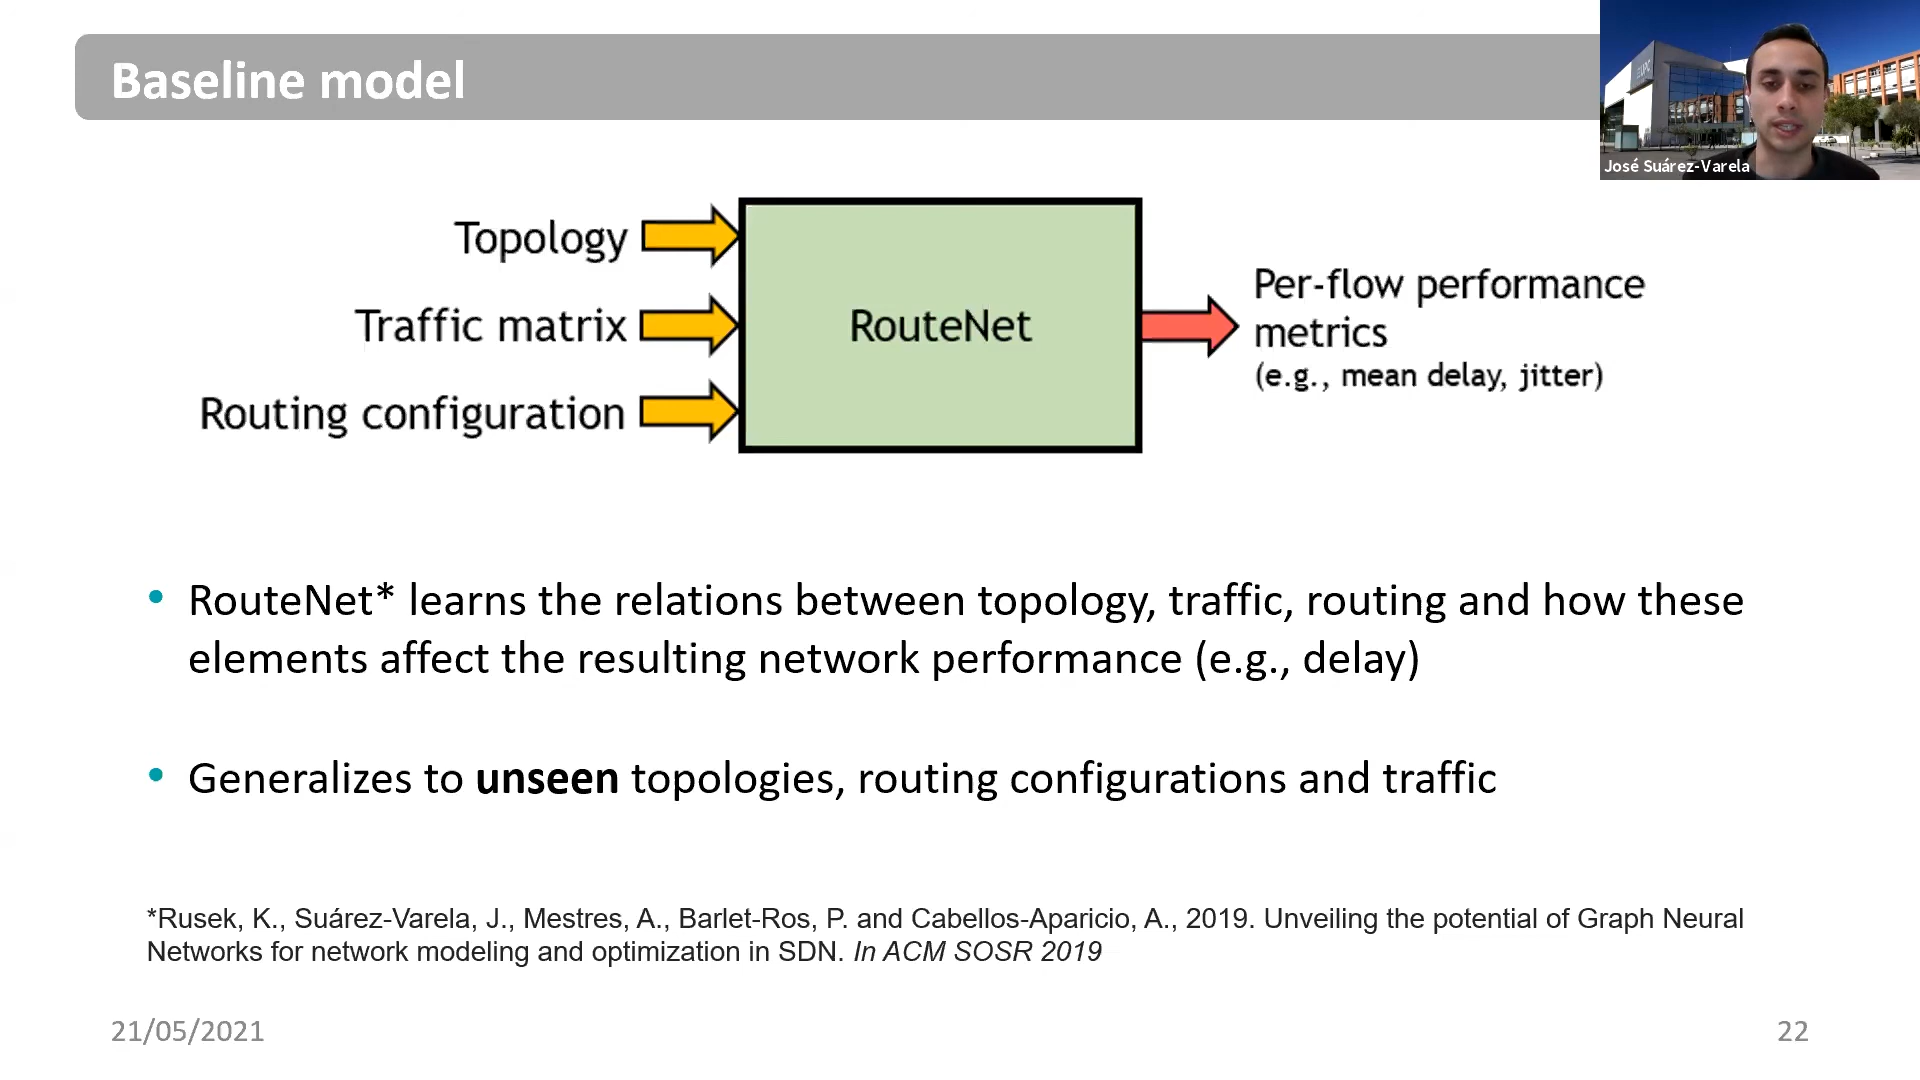 Baseline model
José Suárez-Varela
Topology
Traffic matrix
Routing configuration
RouteNet
Per-flow performance
metrics
(e.g., mean delay, jitter)
• RouteNet* learns the relations between topology, traffic, routing and how these
elements affect the resulting network performance (e.g., delay)
• Generalizes to unseen topologies, routing configurations and traffic
*Rusek, K., Suárez-Varela, J., Mestres, A., Barlet-Ros, P. and Cabellos-Aparicio, A., 2019. Unveiling the potential of Graph Neural
Networks for network modeling and optimization in SDN. In ACM SOSR 2019
21/05/2021
22